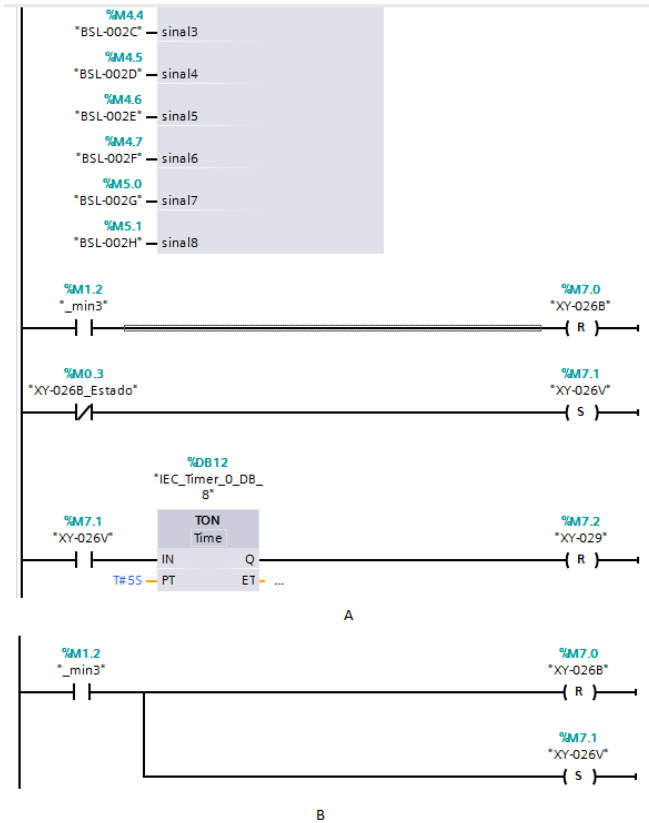 %M4.4
"BSL-002C" sinal3
%M4.5
"BSL-002D" sinal4
%M4.6
"BSL-002E" sinal5
%M4.7
"BSL-002F" sinal6
%M5.0
"BSL-002G" sinal7
%M5.1
"BSL-002H" sinal8
%M1.2 %M7.0
"_min3" "XY-026B"
R
%M0.3 %M7.1
"XY-026B_Estado" "XY-026V"
S
%DB12
"IEC_Timer_0_DB_
8"
%M7.1 TON %M7.2
"XY-026V" Time "XY-029"
IN Q R
T#5S PT ET ...
A
%M1.2 %M7.0
"_min3" "XY-026B"
R
%M7.1
"XY-026V"
S
B